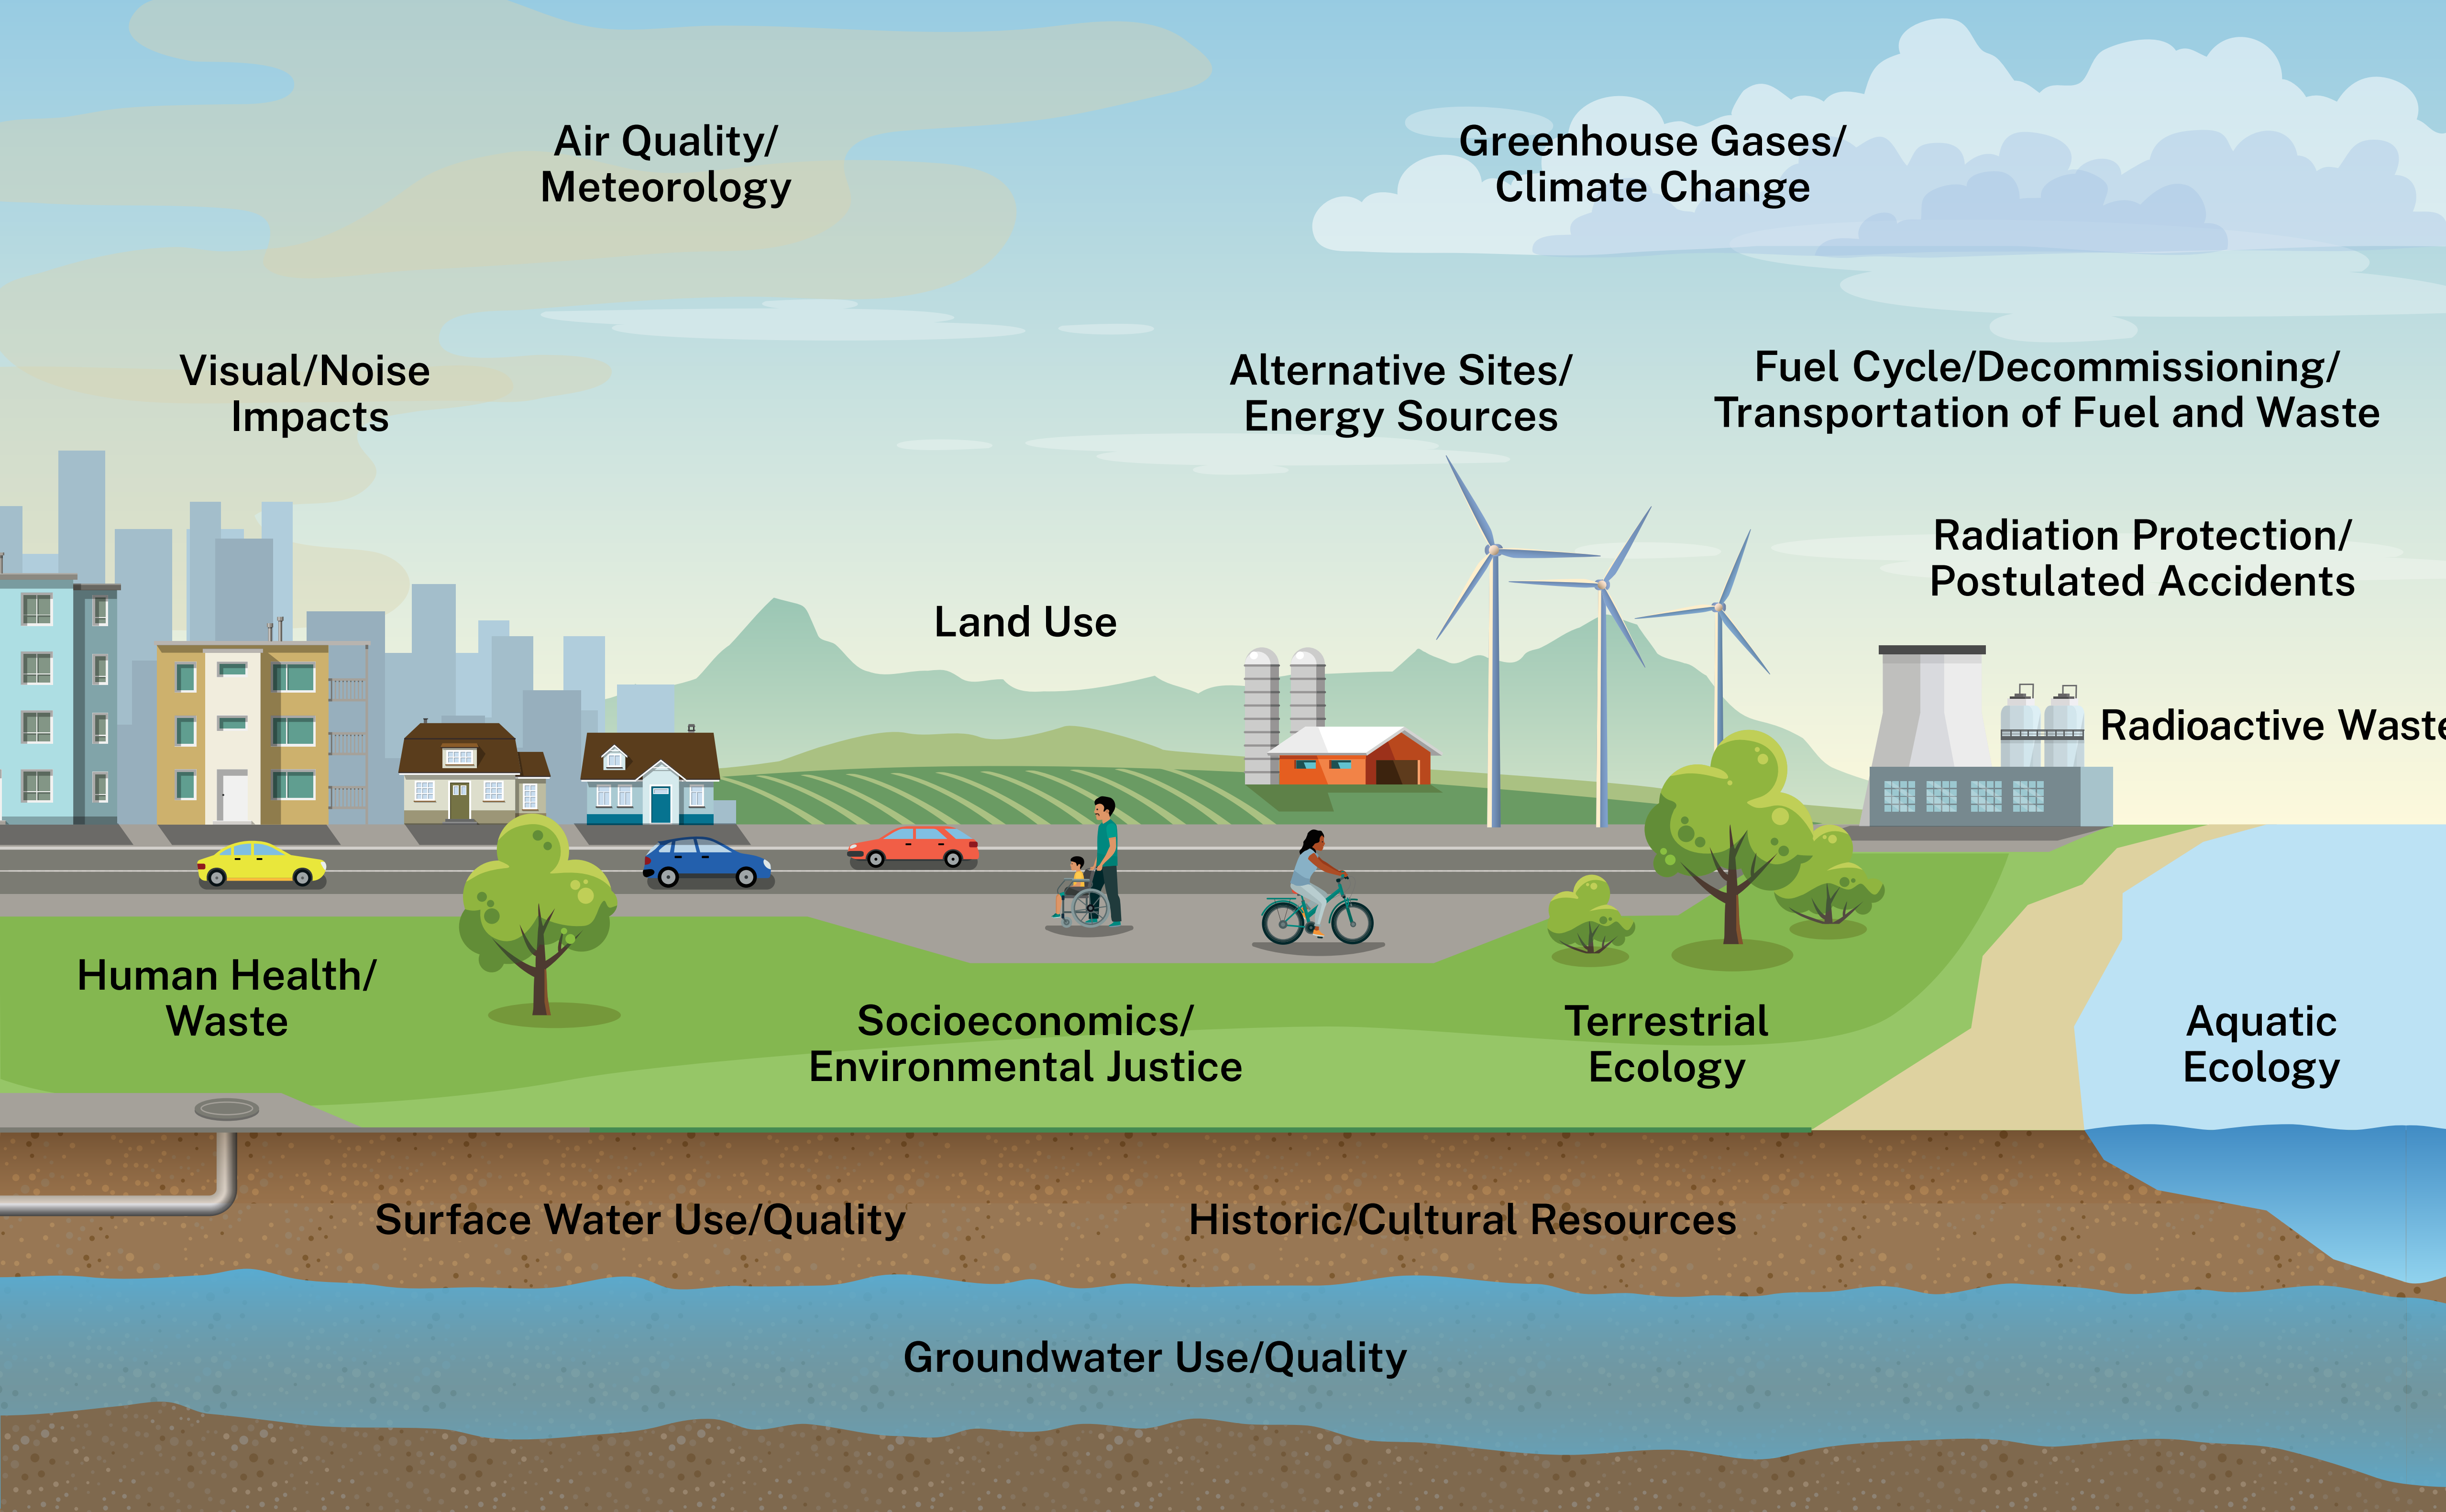 Air Quality/
Meteorology
Greenhouse Gases/
Climate Change
Visual/Noise
Impacts
Alternative Sites/
Energy Sources
Fuel Cycle/Decommissioning/
Transportation of Fuel and Waste
Radiation Protection/
Postulated Accidents
Land Use
Radioactive Waste
Human Health/
Waste
Socioeconomics/
Environmental Justice
Terrestrial
Ecology
Aquatic
Ecology
Surface Water Use/Quality
Historic/Cultural Resources
Groundwater Use/Quality